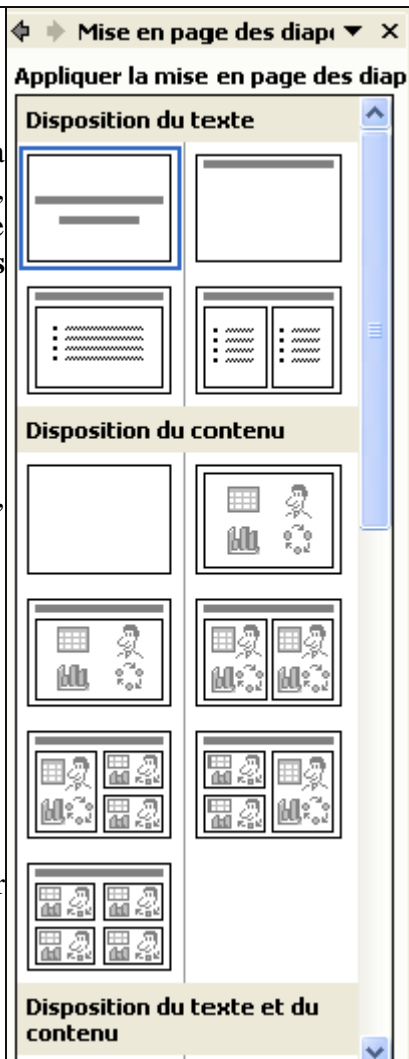 Mise en page des diap
Appliquer la mise en page des diap
Disposition du texte
Disposition du contenu
Disposition du texte et du
contenu